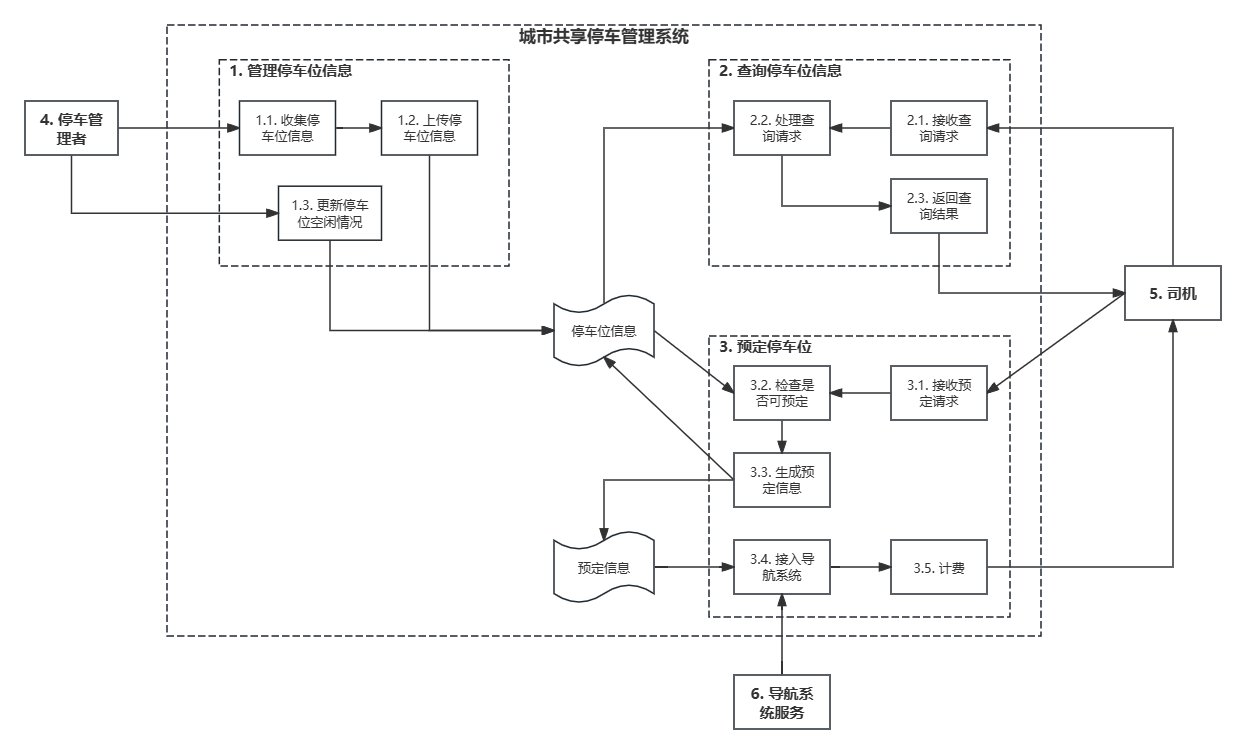 城市共享停车管理系统
1. 管理停车位信息
2. 查询停车位信息
4. 停车管
理者
1.1. 收集停
车位信息
1.2. 上传停
车位信息
2.2. 处理查
询请求
2.1. 接收查
询请求
1.3. 更新停车
位空闲情况
2.3. 返回查
询结果
5. 司机
停车位信息
3. 预定停车位
3.2. 检查是
否可预定
3.1. 接收预
定请求
3.3. 生成预
定信息
预定信息
3.4. 接入导
航系统
3.5. 计费
6. 导航系
统服务